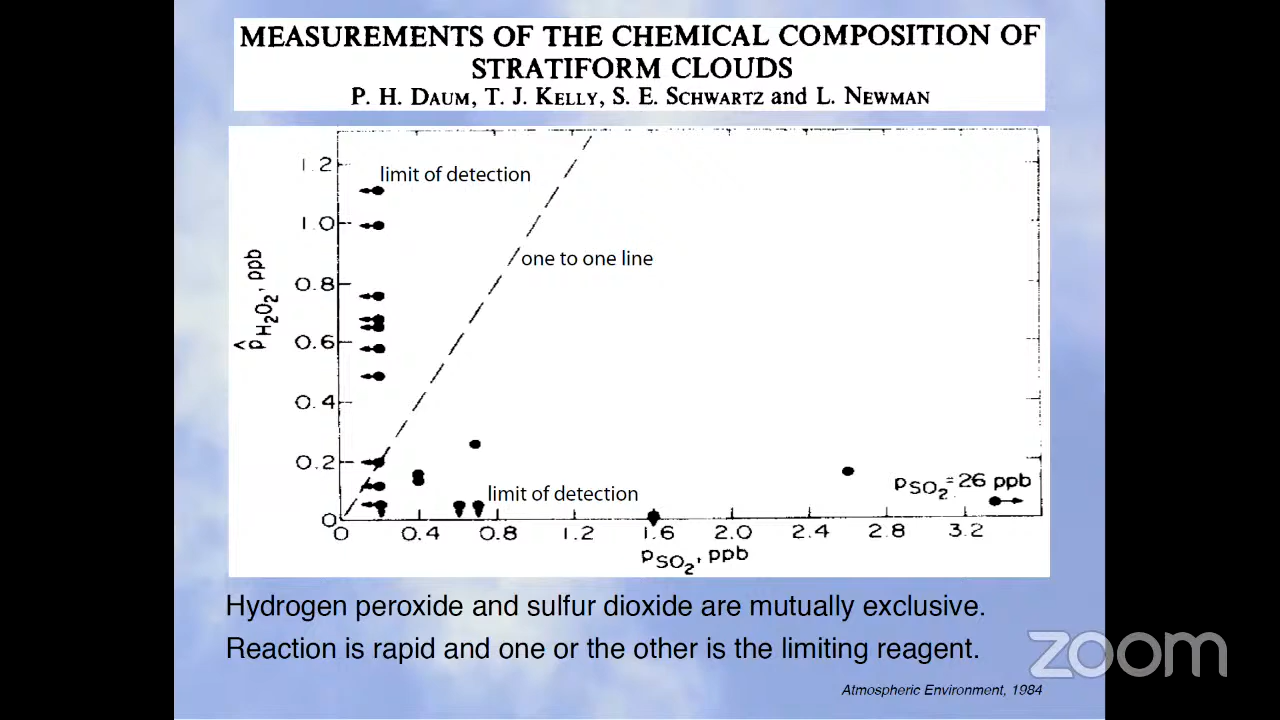 MEASUREMENTS OF THE CHEMICAL COMPOSITION OF
STRATIFORM CLOUDS
P. H. DAUM, T. J. KELLY, S. E. SCHWARTZ and L. NEWMAN
1.2
limit of detection
1.0
one to one line
0.8
p̂H₂O₂, ppb
0.6
0.4
0.2
limit of detection
pSO₂=26 ppb
0
0 0.4 0.8 1.2 1.6 2.0 2.4 2.8 3.2
pSO₂, ppb
Hydrogen peroxide and sulfur dioxide are mutually exclusive.
Reaction is rapid and one or the other is the limiting reagent.
zoom
Atmospheric Environment, 1984